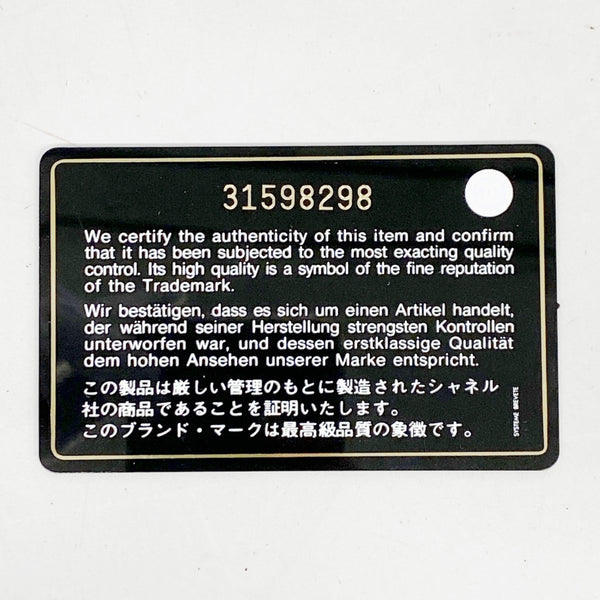 31598298
We certify the authenticity of this item and confirm
that it has been subjected to the most exacting quality
control. Its high quality is a symbol of the fine reputation
of the Trademark.
Wir bestätigen, dass es sich um einen Artikel handelt,
der während seiner Herstellung strengsten Kontrollen
unterworfen war, und dessen erstklassige Qualität
dem hohen Ansehen unserer Marke entspricht.
この製品は厳しい管理のもとに製造されたシャネル
社の商品であることを証明いたします。
このブランド・マークは最高級品質の象徴です。
SYSTEME BREVETE